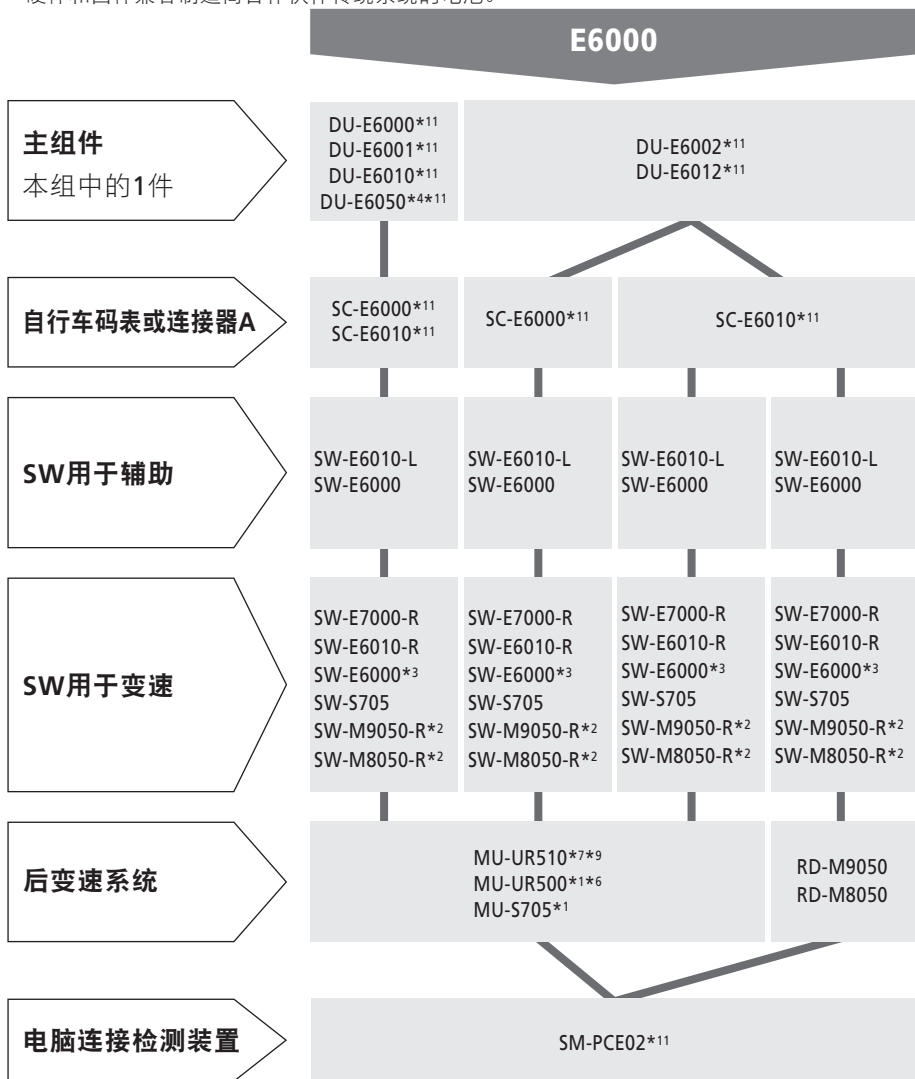 E6000
主组件
本组中的1件
DU-E6000*11
DU-E6001*11
DU-E6010*11
DU-E6050*4*11
DU-E6002*11
DU-E6012*11
自行车码表或连接器A
SC-E6000*11
SC-E6010*11
SC-E6000*11
SC-E6010*11
SW用于辅助
SW-E6010-L
SW-E6000
SW-E6010-L
SW-E6000
SW-E6010-L
SW-E6000
SW-E6010-L
SW-E6000
SW用于变速
SW-E7000-R
SW-E6010-R
SW-E6000*3
SW-S705
SW-M9050-R*2
SW-M8050-R*2
SW-E7000-R
SW-E6010-R
SW-E6000*3
SW-S705
SW-M9050-R*2
SW-M8050-R*2
SW-E7000-R
SW-E6010-R
SW-E6000*3
SW-S705
SW-M9050-R*2
SW-M8050-R*2
SW-E7000-R
SW-E6010-R
SW-E6000*3
SW-S705
SW-M9050-R*2
SW-M8050-R*2
后变速系统
MU-UR510*7*9
MU-UR500*1*6
MU-S705*1
RD-M9050
RD-M8050
电脑连接检测装置
SM-PCE02*11